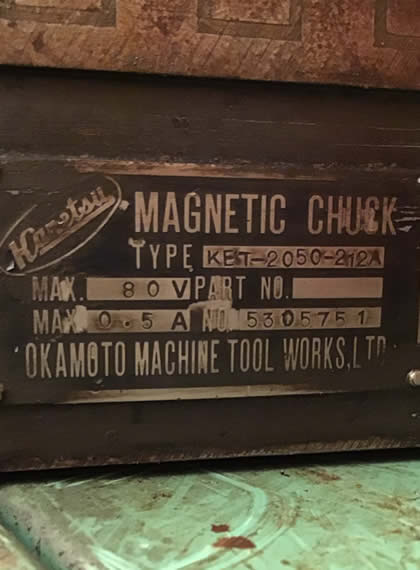 Kanetsu
MAGNETIC CHUCK
TYPE KET-2050-212A
MAX. 80 V PART NO.
MAX 0.5 A NO. 5305751
OKAMOTO MACHINE TOOL WORKS,LTD